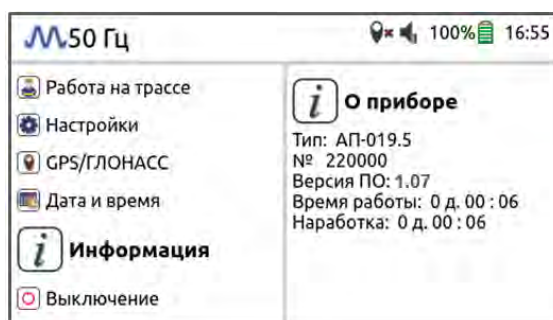 50 Гц
100%
16:55
Работа на трассе
Настройки
GPS/ГЛОНАСС
Дата и время
i Информация
Выключение
i О приборе
Тип: АП-019.5
№ 220000
Версия ПО: 1.07
Время работы: 0 д. 00 : 06
Наработка: 0 д. 00 : 06